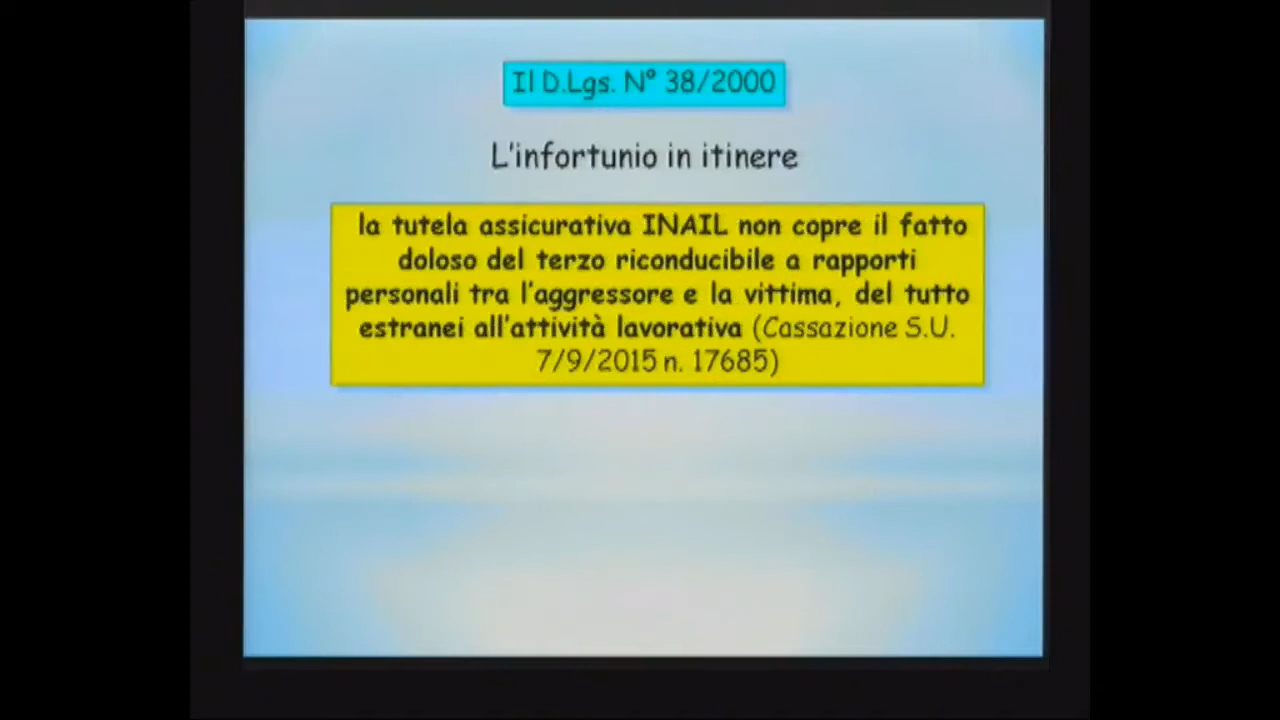 Il D.Lgs. N° 38/2000
L'infortunio in itinere
la tutela assicurativa INAIL non copre il fatto
doloso del terzo riconducibile a rapporti
personali tra l'aggressore e la vittima, del tutto
estranei all'attività lavorativa (Cassazione S.U.
7/9/2015 n. 17685)